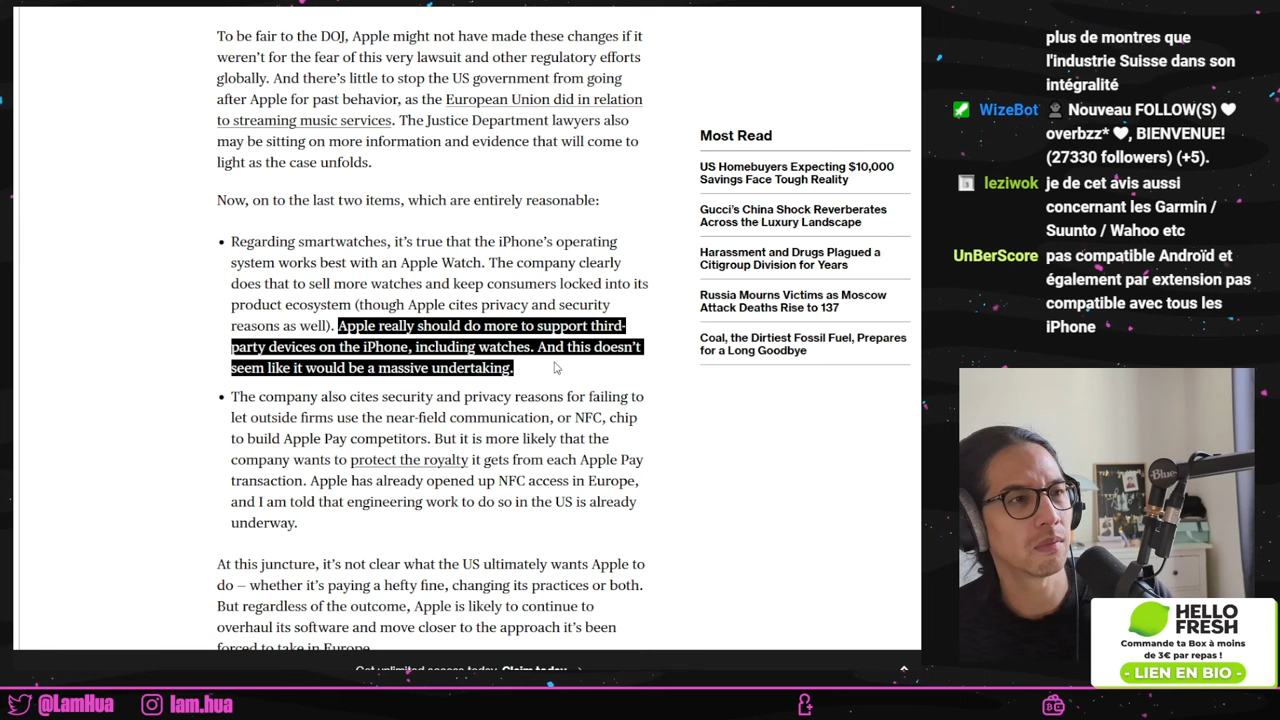 To be fair to the DOJ, Apple might not have made these changes if it
weren't for the fear of this very lawsuit and other regulatory efforts
globally. And there's little to stop the US government from going
after Apple for past behavior, as the European Union did in relation
to streaming music services. The Justice Department lawyers also
may be sitting on more information and evidence that will come to
light as the case unfolds.
Now, on to the last two items, which are entirely reasonable:
• Regarding smartwatches, it's true that the iPhone's operating
system works best with an Apple Watch. The company clearly
does that to sell more watches and keep consumers locked into its
product ecosystem (though Apple cites privacy and security
reasons as well). Apple really should do more to support third-
party devices on the iPhone, including watches. And this doesn't
seem like it would be a massive undertaking.
• The company also cites security and privacy reasons for failing to
let outside firms use the near-field communication, or NFC, chip
to build Apple Pay competitors. But it is more likely that the
company wants to protect the royalty it gets from each Apple Pay
transaction. Apple has already opened up NFC access in Europe,
and I am told that engineering work to do so in the US is already
underway.
At this juncture, it's not clear what the US ultimately wants Apple to
do – whether it's paying a hefty fine, changing its practices or both.
But regardless of the outcome, Apple is likely to continue to
overhaul its software and move closer to the approach it's been
forced to take in Europe.
Get unlimited access today. Claim today
Most Read
US Homebuyers Expecting $10,000
Savings Face Tough Reality
Gucci's China Shock Reverberates
Across the Luxury Landscape
Harassment and Drugs Plagued a
Citigroup Division for Years
Russia Mourns Victims as Moscow
Attack Deaths Rise to 137
Coal, the Dirtiest Fossil Fuel, Prepares
for a Long Goodbye
plus de montres que
l'industrie Suisse dans son
intégralité
WizeBot Nouveau FOLLOW(S)
overbzz* , BIENVENUE!
(27330 followers) (+5).
leziwok je de cet avis aussi
concernant les Garmin /
Suunto / Wahoo etc
UnBerScore pas compatible Androïd et
également par extension pas
compatible avec tous les
iPhone
Blue
HELLO
FRESH
Commande ta Box à moins
de 3€ par repas !
- LIEN EN BIO -
@LamHua
lam.hua